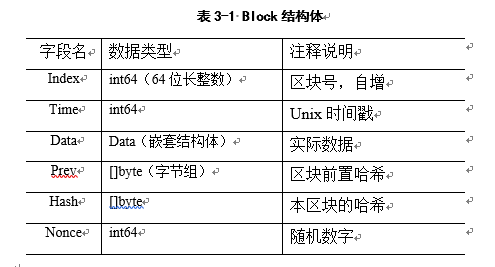 表 3-1 Block 结构体
字段名 数据类型 注释说明
Index int64（64 位长整数） 区块号，自增
Time int64 Unix 时间戳
Data Data（嵌套结构体） 实际数据
Prev []byte（字节组） 区块前置哈希
Hash []byte 本区块的哈希
Nonce int64 随机数字